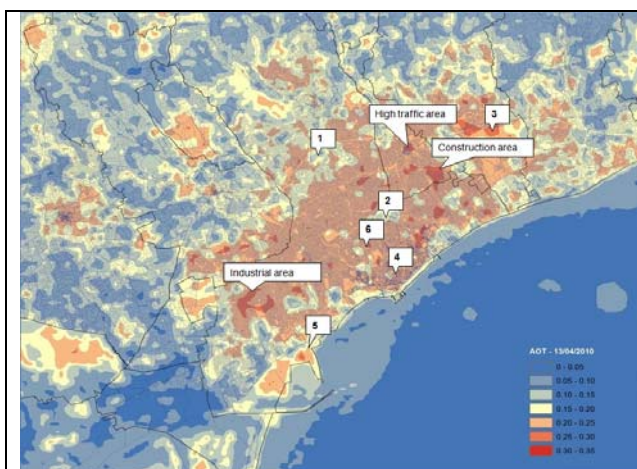 High traffic area
3
1
Construction area
2
6
4
Industrial area
5
AOT - 13/04/2010
0 - 0.05
0.05 - 0.10
0.10 - 0.15
0.15 - 0.20
0.20 - 0.25
0.25 - 0.30
0.30 - 0.35